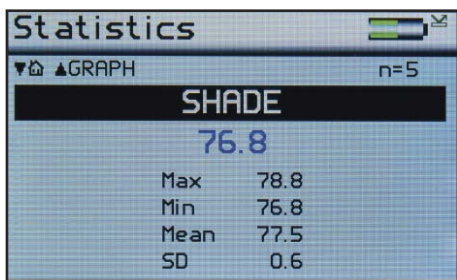 Statistics
▼⌂ ▲GRAPH n=5
SHADE
76.8
Max 78.8
Min 76.8
Mean 77.5
SD 0.6